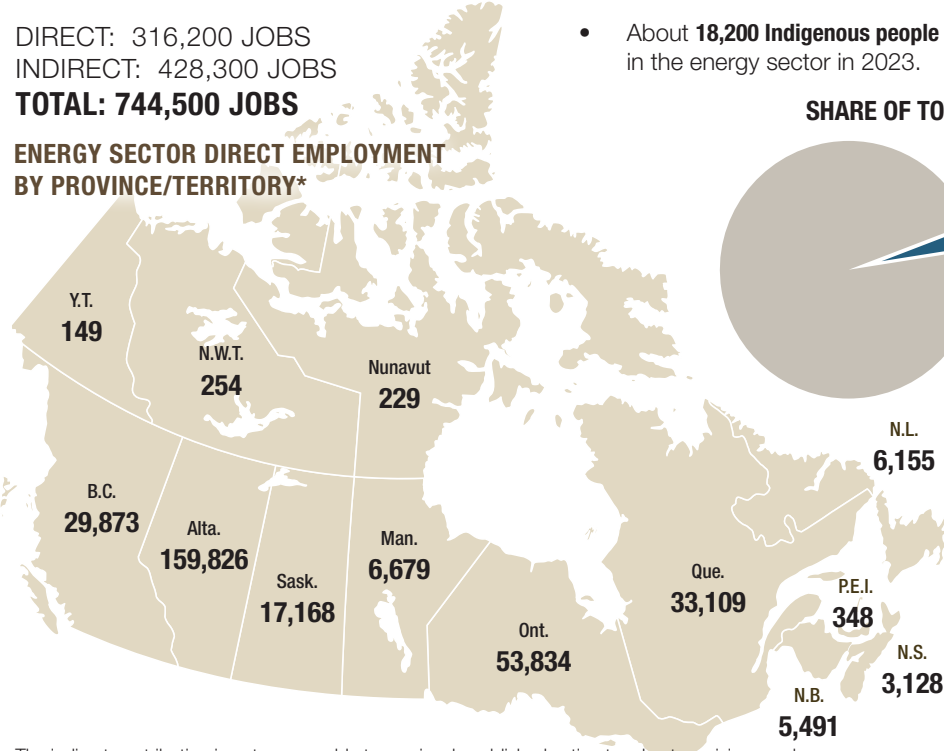 DIRECT: 316,200 JOBS
INDIRECT: 428,300 JOBS
TOTAL: 744,500 JOBS
ENERGY SECTOR DIRECT EMPLOYMENT
BY PROVINCE/TERRITORY*
• About 18,200 Indigenous people
in the energy sector in 2023.
SHARE OF TO
Y.T.
149
N.W.T.
254
Nunavut
229
N.L.
6,155
B.C.
29,873
Alta.
159,826
Sask.
17,168
Man.
6,679
Ont.
53,834
Que.
33,109
P.E.I.
348
N.S.
3,128
N.B.
5,491